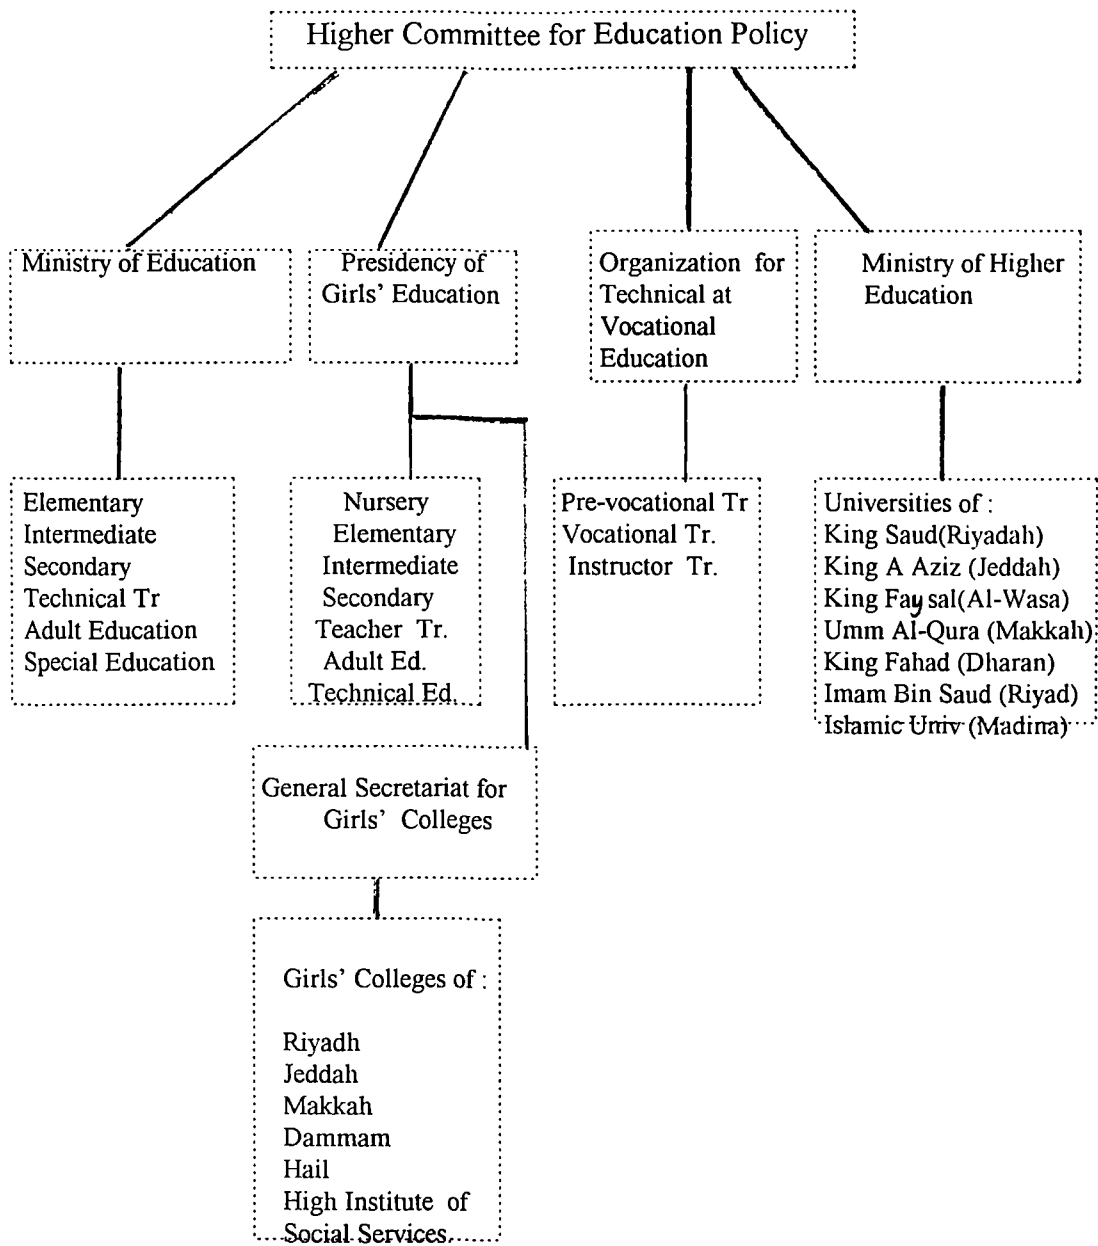 Higher Committee for Education Policy
Ministry of Education
Presidency of
Girls' Education
Organization for
Technical at
Vocational
Education
Ministry of Higher
Education
Elementary
Intermediate
Secondary
Technical Tr
Adult Education
Special Education
Nursery
Elementary
Intermediate
Secondary
Teacher Tr.
Adult Ed.
Technical Ed.
Pre-vocational Tr
Vocational Tr.
Instructor Tr.
Universities of :
King Saud(Riyadah)
King A Aziz (Jeddah)
King Faysal(Al-Wasa)
Umm Al-Qura (Makkah)
King Fahad (Dharan)
Imam Bin Saud (Riyad)
Islamic Univ (Madina)
General Secretariat for
Girls' Colleges
Girls' Colleges of :
Riyadh
Jeddah
Makkah
Dammam
Hail
High Institute of
Social Services.